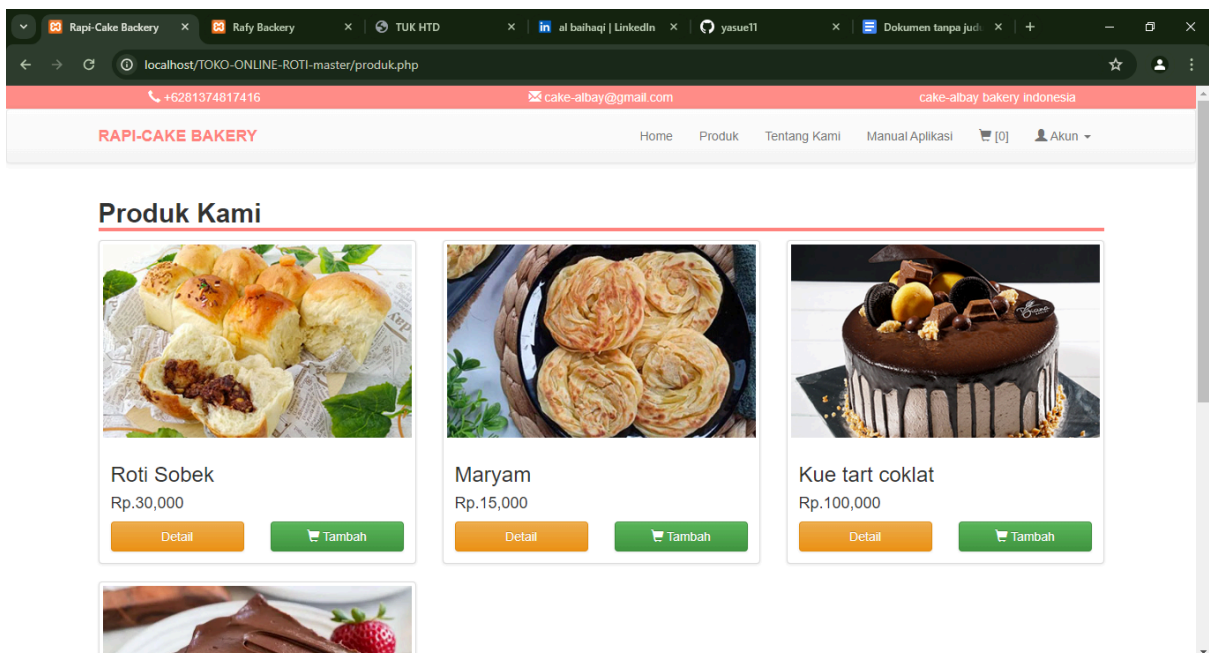 Rapi-Cake Backery
Rafy Backery
TUK HTD
al baihaqi | LinkedIn
yasue11
Dokumen tanpa judu
localhost/TOKO-ONLINE-ROTI-master/produk.php
+6281374817416 cake-albay@gmail.com cake-albay bakery indonesia
RAPI-CAKE BAKERY Home Produk Tentang Kami Manual Aplikasi [0] Akun
Produk Kami
Roti Sobek
Rp.30,000
Detail Tambah
Maryam
Rp.15,000
Detail Tambah
Kue tart coklat
Rp.100,000
Detail Tambah